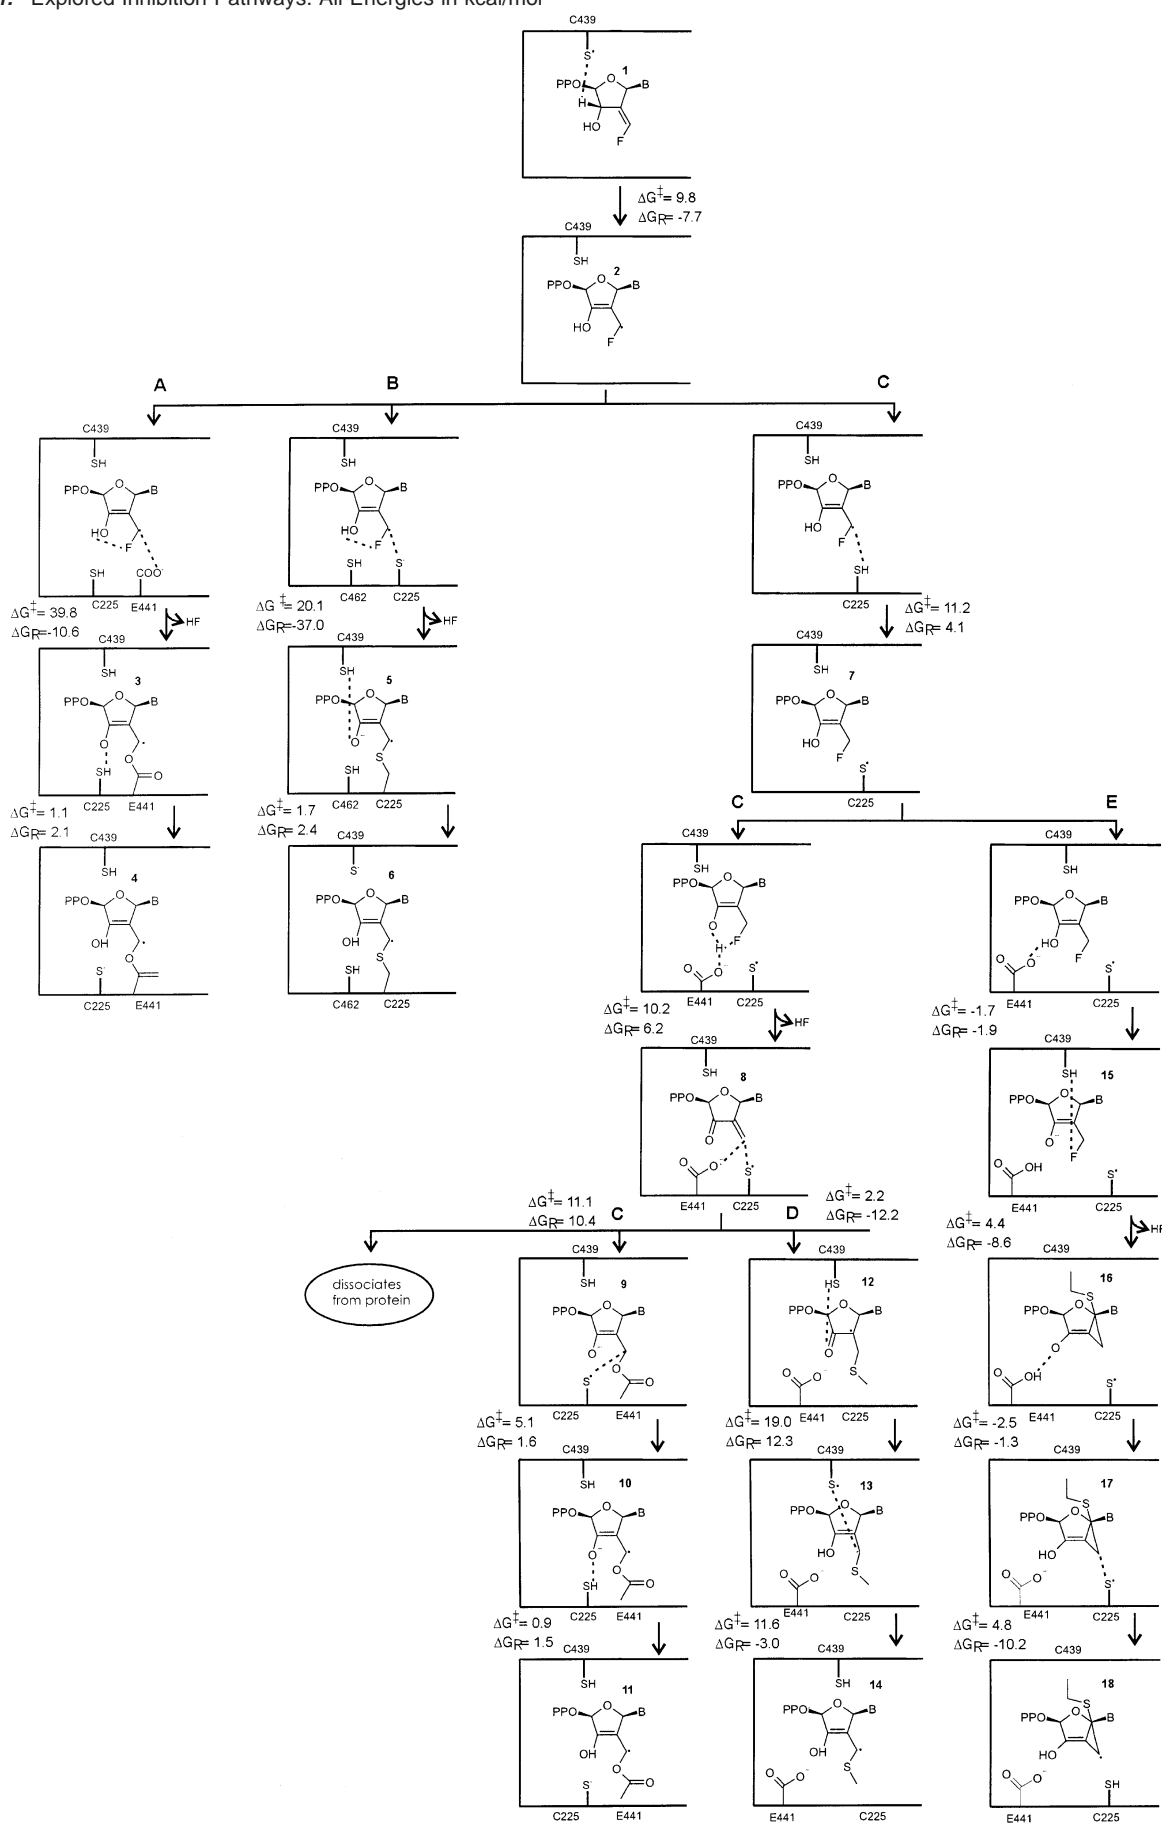 1. Explored Inhibition Pathways. All Energies in kcal/mol
C439
S•
1
PPO O B
H
HO
F
ΔG‡= 9.8
ΔGR= -7.7
C439
SH
2
PPO O B
HO
F
A B C
C439
SH
PPO O B
HO
F
SH COO-
C225 E441
ΔG‡= 39.8
ΔGR=-10.6
HF
C439
SH
3
PPO O B
O
O
SH O
C225 E441
ΔG‡= 1.1
ΔGR= 2.1
C439
SH
4
PPO O B
OH
O
S-
C225 E441
C439
SH
PPO O B
HO
F
SH S-
C462 C225
ΔG‡= 20.1
ΔGR=-37.0
HF
C439
SH
5
PPO O B
O-
S
SH
C462 C225
ΔG‡= 1.7
ΔGR= 2.4
C439
S-
6
PPO O B
OH
S
SH
C462 C225
C439
SH
PPO O B
HO
F
SH
C225
ΔG‡= 11.2
ΔGR= 4.1
C439
SH
7
PPO O B
HO
F
S•
C225
C E
C439
SH
PPO O B
O
H F
O O-
S•
E441 C225
ΔG‡= 10.2
ΔGR= 6.2
HF
C439
SH
8
PPO O B
O
O O-
S•
E441 C225
ΔG‡= 11.1
ΔGR= 10.4
C D
ΔG‡= 2.2
ΔGR= -12.2
dissociates
from protein
C439
SH
9
PPO O B
O-
O
S• O
C225 E441
ΔG‡= 5.1
ΔGR= 1.6
C439
SH
10
PPO O B
O-
O
SH O
C225 E441
ΔG‡= 0.9
ΔGR= 1.5
C439
SH
11
PPO O B
OH
O
S- O
C225 E441
C439
HS
12
PPO O B
O
O O-
S
E441 C225
ΔG‡= 19.0
ΔGR= 12.3
C439
S•
13
PPO O B
HO
O O-
S
E441 C225
ΔG‡= 11.6
ΔGR= -3.0
C439
SH
14
PPO O B
OH
O O-
S
E441 C225
C439
SH
PPO O B
HO
F
O O-
S•
E441 C225
ΔG‡= -1.7
ΔGR= -1.9
C439
SH
15
PPO O B
O-
F
O OH
S•
E441 C225
ΔG‡= 4.4
ΔGR= -8.6
HF
C439
16
S
PPO O B
O
O OH
S•
E441 C225
ΔG‡= -2.5
ΔGR= -1.3
C439
17
S
PPO O B
HO
O O-
S•
E441 C225
ΔG‡= 4.8
ΔGR= -10.2
C439
18
S
PPO O B
HO
O O-
SH
E441 C225